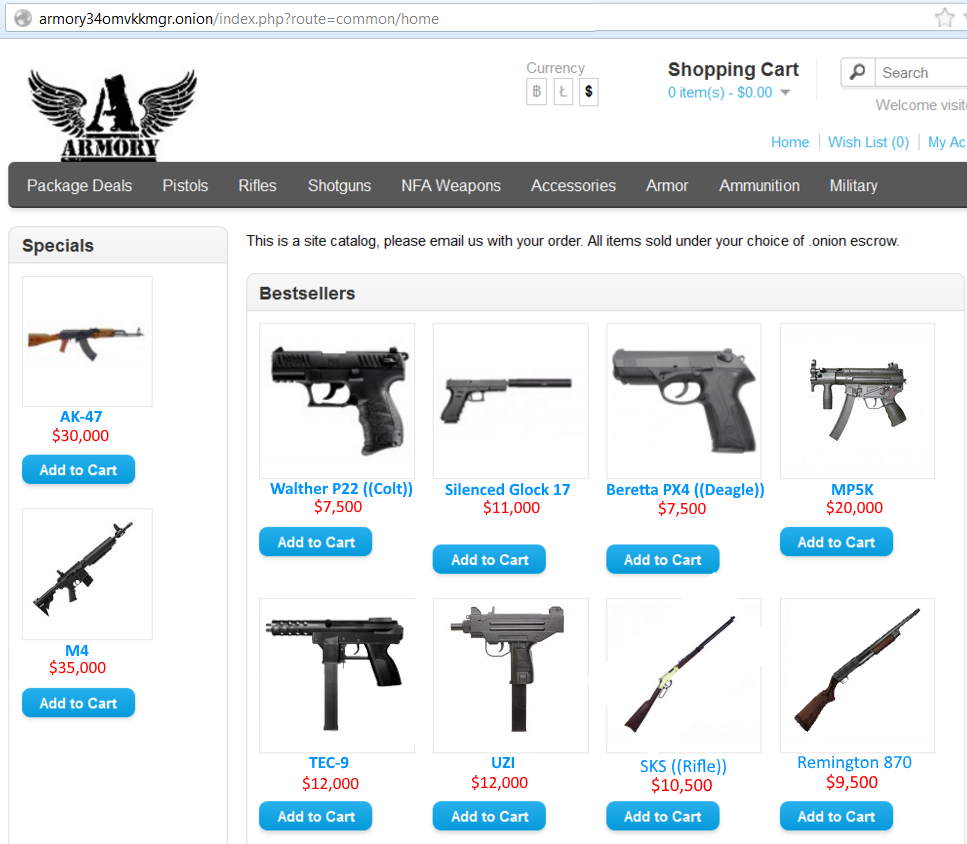 armory34omvkkmgr.onion/index.php?route=common/home
A
ARMORY
Currency
฿ Ł $
Shopping Cart
0 item(s) - $0.00
Search
Welcome visit
Home Wish List (0) My Ac
Package Deals Pistols Rifles Shotguns NFA Weapons Accessories Armor Ammunition Military
Specials
AK-47
$30,000
Add to Cart
M4
$35,000
Add to Cart
This is a site catalog, please email us with your order. All items sold under your choice of .onion escrow.
Bestsellers
Walther P22 ((Colt)) Silenced Glock 17 Beretta PX4 ((Deagle)) MP5K
$7,500 $11,000 $7,500 $20,000
Add to Cart Add to Cart Add to Cart Add to Cart
TEC-9 UZI SKS ((Rifle)) Remington 870
$12,000 $12,000 $10,500 $9,500
Add to Cart Add to Cart Add to Cart Add to Cart